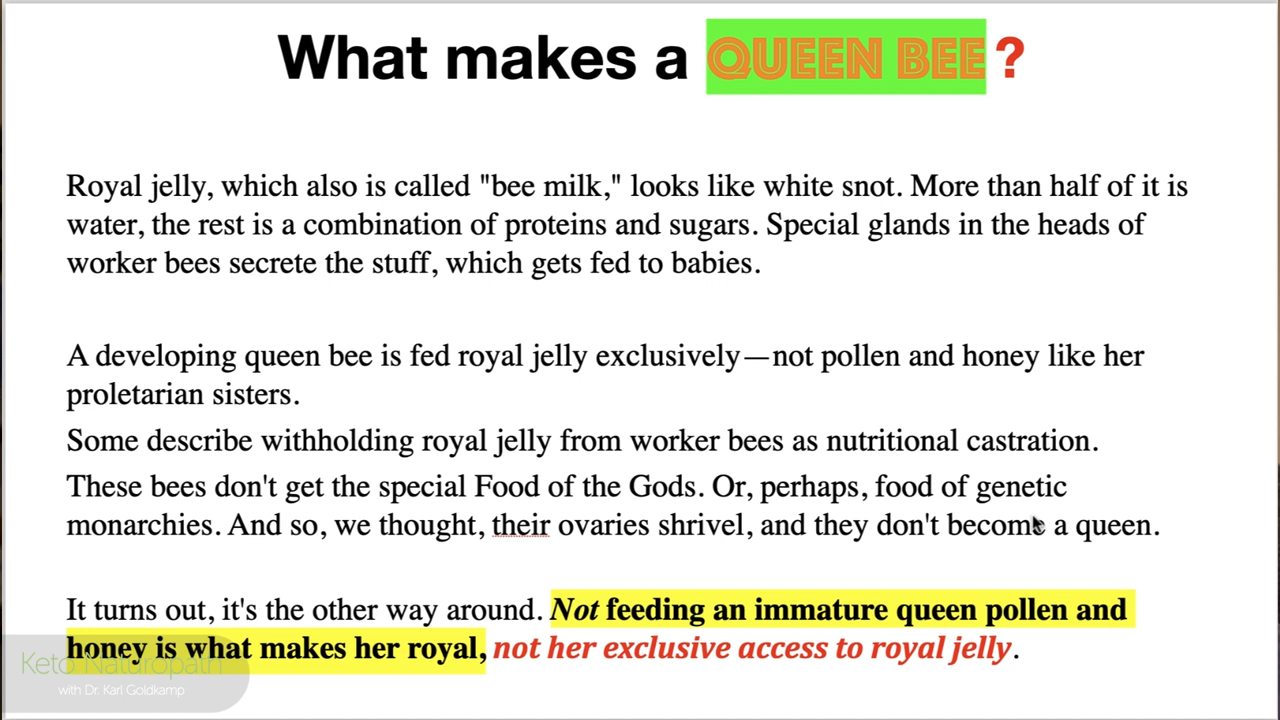 What makes a QUEEN BEE?
Royal jelly, which also is called "bee milk," looks like white snot. More than half of it is
water, the rest is a combination of proteins and sugars. Special glands in the heads of
worker bees secrete the stuff, which gets fed to babies.
A developing queen bee is fed royal jelly exclusively—not pollen and honey like her
proletarian sisters.
Some describe withholding royal jelly from worker bees as nutritional castration.
These bees don't get the special Food of the Gods. Or, perhaps, food of genetic
monarchies. And so, we thought, their ovaries shrivel, and they don't become a queen.
It turns out, it's the other way around. Not feeding an immature queen pollen and
honey is what makes her royal, not her exclusive access to royal jelly.
Keto Naturopath
with Dr. Karl Goldkamp